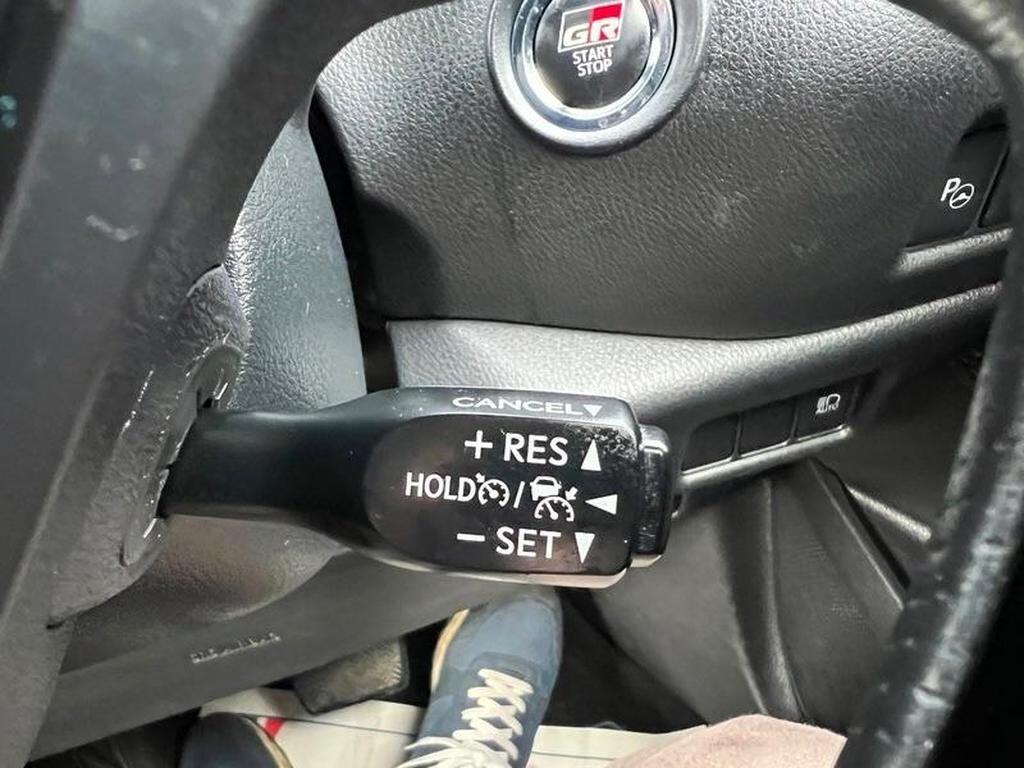 GR
START
STOP
P
CANCEL▼
+ RES ▲
HOLD / ◄
− SET ▼